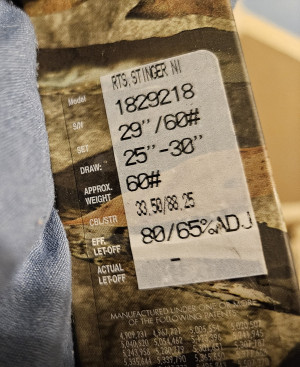 RTS. STINGER NI
Model
1829218
S/N
29"/60#
SET
25"-30"
DRAW:
60#
APPROX. WEIGHT
33.50/88.25
CBL/STR
80/65%ADJ
EFF. LET-OFF
-
ACTUAL LET-OFF
MANUFACTURED UNDER ONE OR MORE
OF THE FOLLOWING PATENTS: